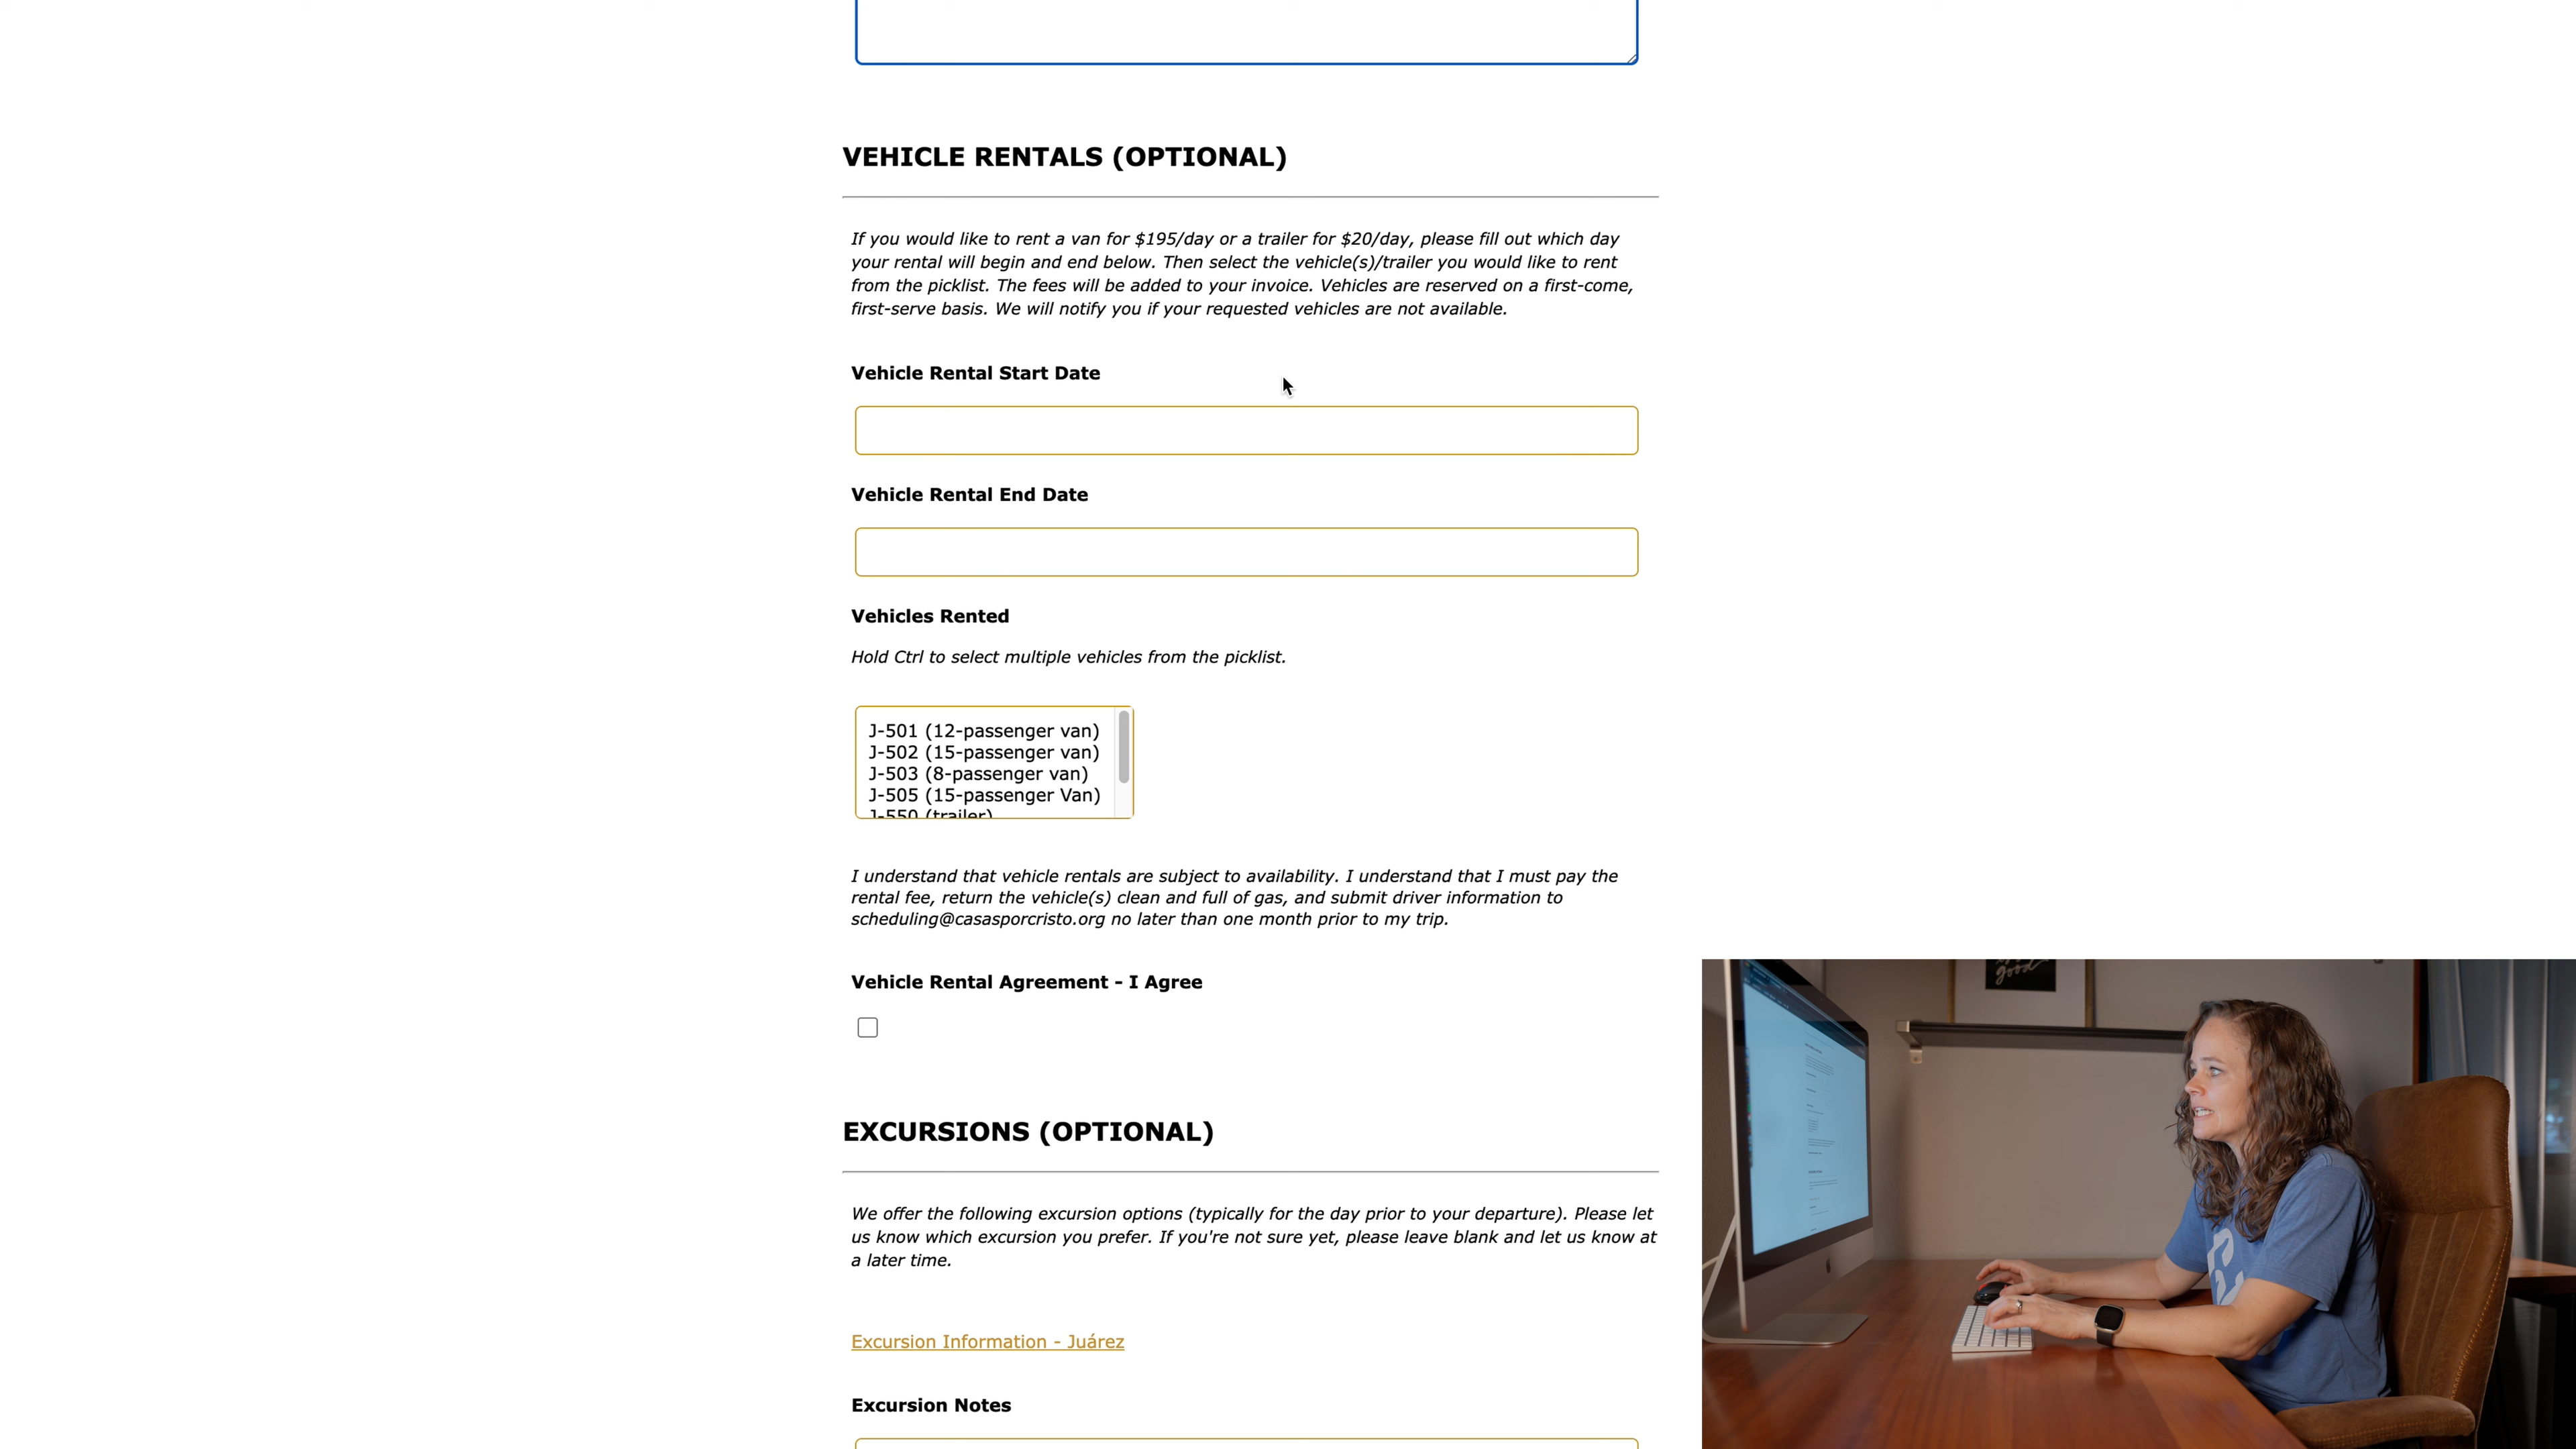 VEHICLE RENTALS (OPTIONAL)
If you would like to rent a van for $195/day or a trailer for $20/day, please fill out which day
your rental will begin and end below. Then select the vehicle(s)/trailer you would like to rent
from the picklist. The fees will be added to your invoice. Vehicles are reserved on a first-come,
first-serve basis. We will notify you if your requested vehicles are not available.
Vehicle Rental Start Date
Vehicle Rental End Date
Vehicles Rented
Hold Ctrl to select multiple vehicles from the picklist.
J-501 (12-passenger van)
J-502 (15-passenger van)
J-503 (8-passenger van)
J-505 (15-passenger Van)
J-550 (trailer)
I understand that vehicle rentals are subject to availability. I understand that I must pay the
rental fee, return the vehicle(s) clean and full of gas, and submit driver information to
scheduling@casasporcristo.org no later than one month prior to my trip.
Vehicle Rental Agreement - I Agree
EXCURSIONS (OPTIONAL)
We offer the following excursion options (typically for the day prior to your departure). Please let
us know which excursion you prefer. If you're not sure yet, please leave blank and let us know at
a later time.
Excursion Information - Juárez
Excursion Notes
good